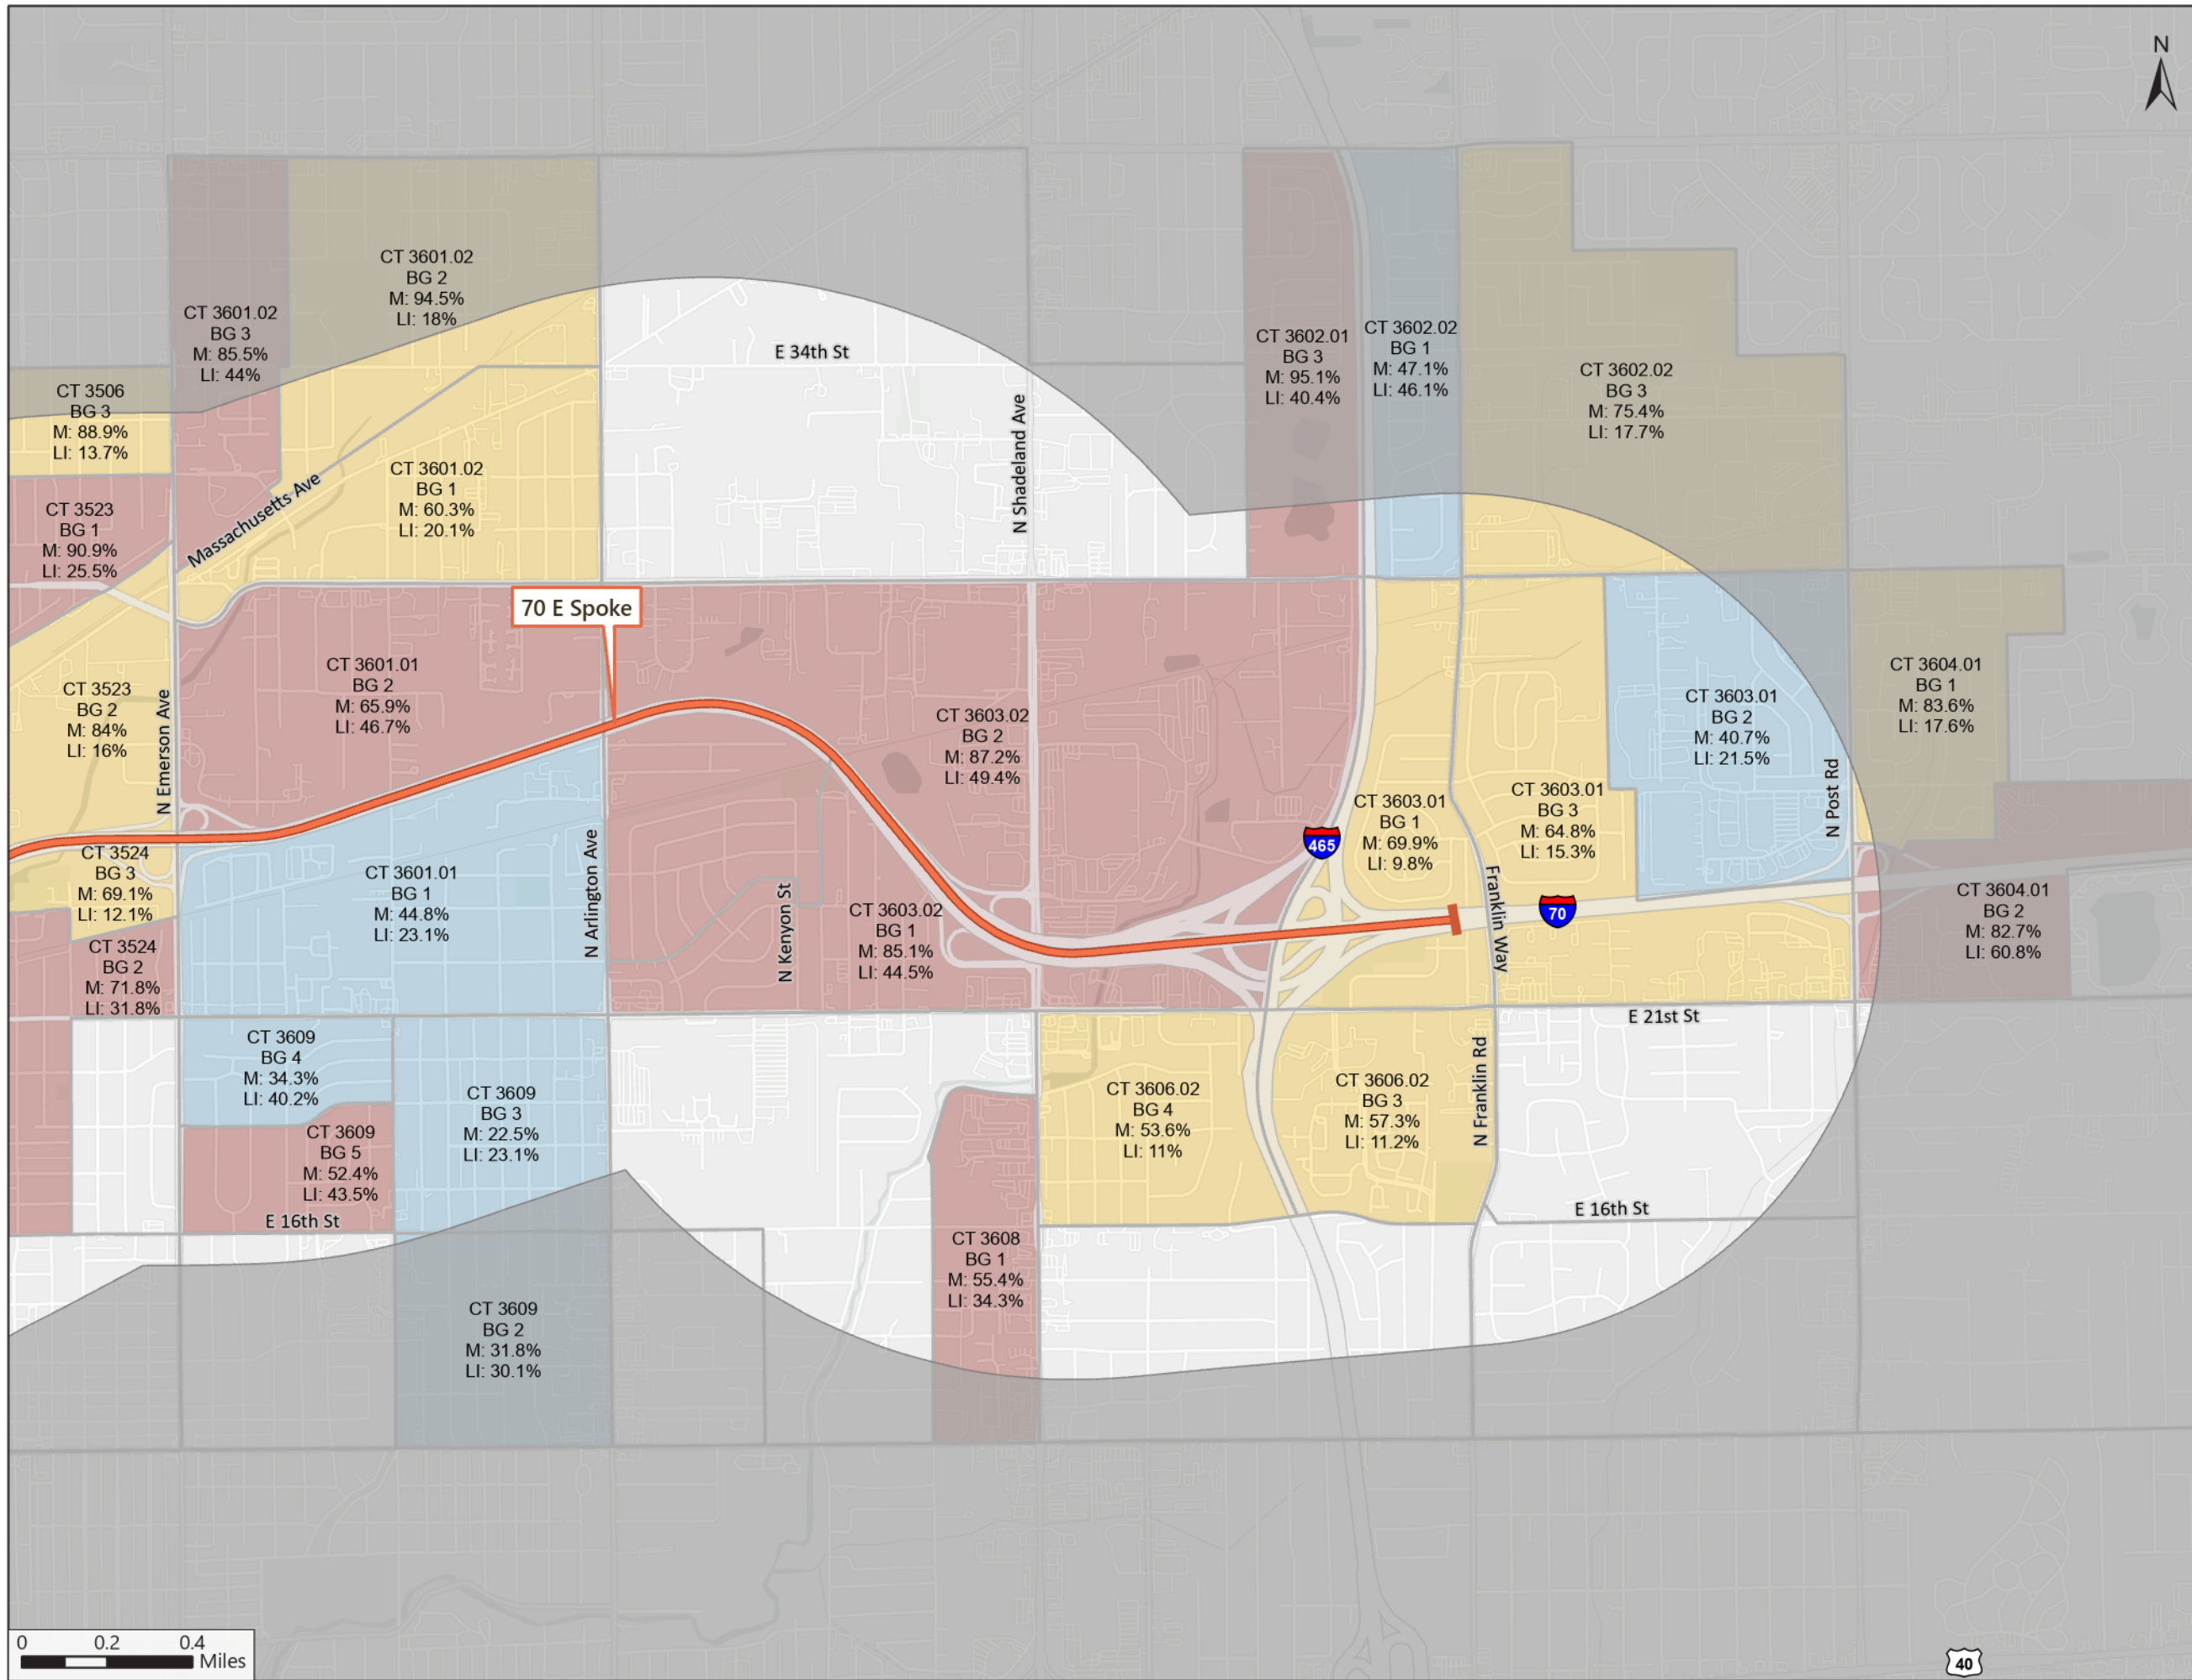 N
CT 3601.02
BG 2
M: 94.5%
LI: 18%
CT 3601.02
BG 3
M: 85.5%
LI: 44%
E 34th St
N Shadeland Ave
CT 3602.01
BG 3
M: 95.1%
LI: 40.4%
CT 3602.02
BG 1
M: 47.1%
LI: 46.1%
CT 3602.02
BG 3
M: 75.4%
LI: 17.7%
CT 3506
BG 3
M: 88.9%
LI: 13.7%
CT 3601.02
BG 1
M: 60.3%
LI: 20.1%
Massachusetts Ave
CT 3523
BG 1
M: 90.9%
LI: 25.5%
70 E Spoke
CT 3601.01
BG 2
M: 65.9%
LI: 46.7%
CT 3523
BG 2
M: 84%
LI: 16%
N Emerson Ave
CT 3603.02
BG 2
M: 87.2%
LI: 49.4%
CT 3603.01
BG 2
M: 40.7%
LI: 21.5%
CT 3604.01
BG 1
M: 83.6%
LI: 17.6%
N Post Rd
CT 3603.01
BG 1
M: 69.9%
LI: 9.8%
CT 3603.01
BG 3
M: 64.8%
LI: 15.3%
465
70
Franklin Way
CT 3524
BG 3
M: 69.1%
LI: 12.1%
CT 3601.01
BG 1
M: 44.8%
LI: 23.1%
N Arlington Ave
N Kenyon St
CT 3603.02
BG 1
M: 85.1%
LI: 44.5%
CT 3604.01
BG 2
M: 82.7%
LI: 60.8%
CT 3524
BG 2
M: 71.8%
LI: 31.8%
E 21st St
CT 3609
BG 4
M: 34.3%
LI: 40.2%
CT 3609
BG 3
M: 22.5%
LI: 23.1%
CT 3606.02
BG 4
M: 53.6%
LI: 11%
CT 3606.02
BG 3
M: 57.3%
LI: 11.2%
N Franklin Rd
CT 3609
BG 5
M: 52.4%
LI: 43.5%
E 16th St
E 16th St
CT 3608
BG 1
M: 55.4%
LI: 34.3%
CT 3609
BG 2
M: 31.8%
LI: 30.1%
0 0.2 0.4
Miles
40